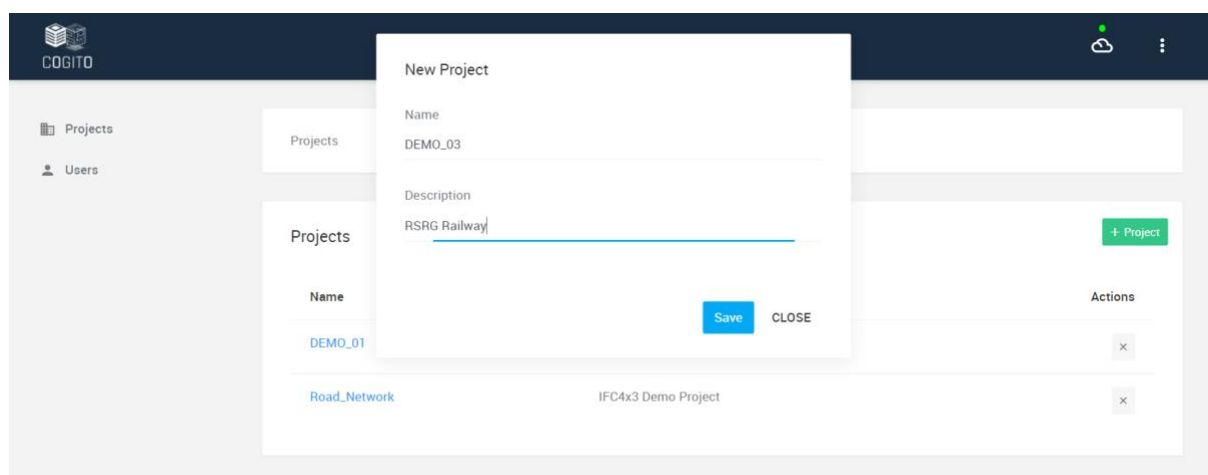 COGITO
New Project
Name
DEMO_03
Description
RSRG Railway
Save CLOSE
Projects
Users
Projects
Projects
+ Project
Name Actions
DEMO_01 ×
Road_Network IFC4x3 Demo Project ×